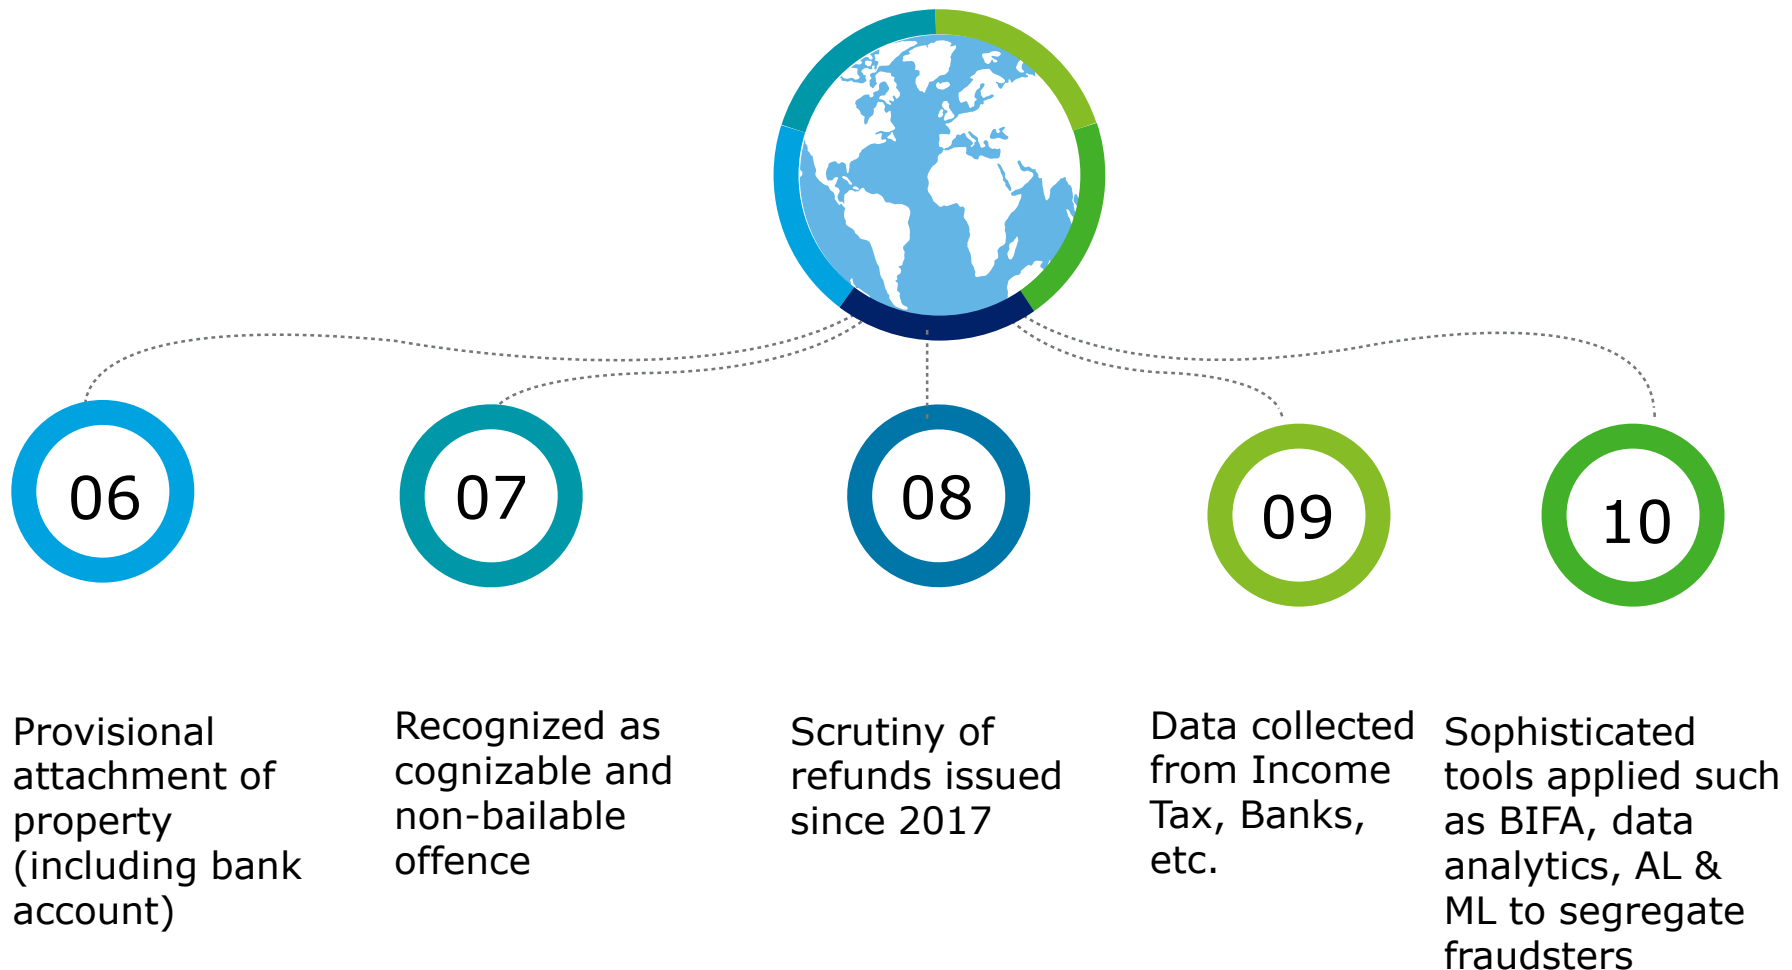 06
Provisional
attachment of
property
(including bank
account)
07
Recognized as
cognizable and
non-bailable
offence
08
Scrutiny of
refunds issued
since 2017
09
Data collected
from Income
Tax, Banks,
etc.
10
Sophisticated
tools applied such
as BIFA, data
analytics, AL &
ML to segregate
fraudsters